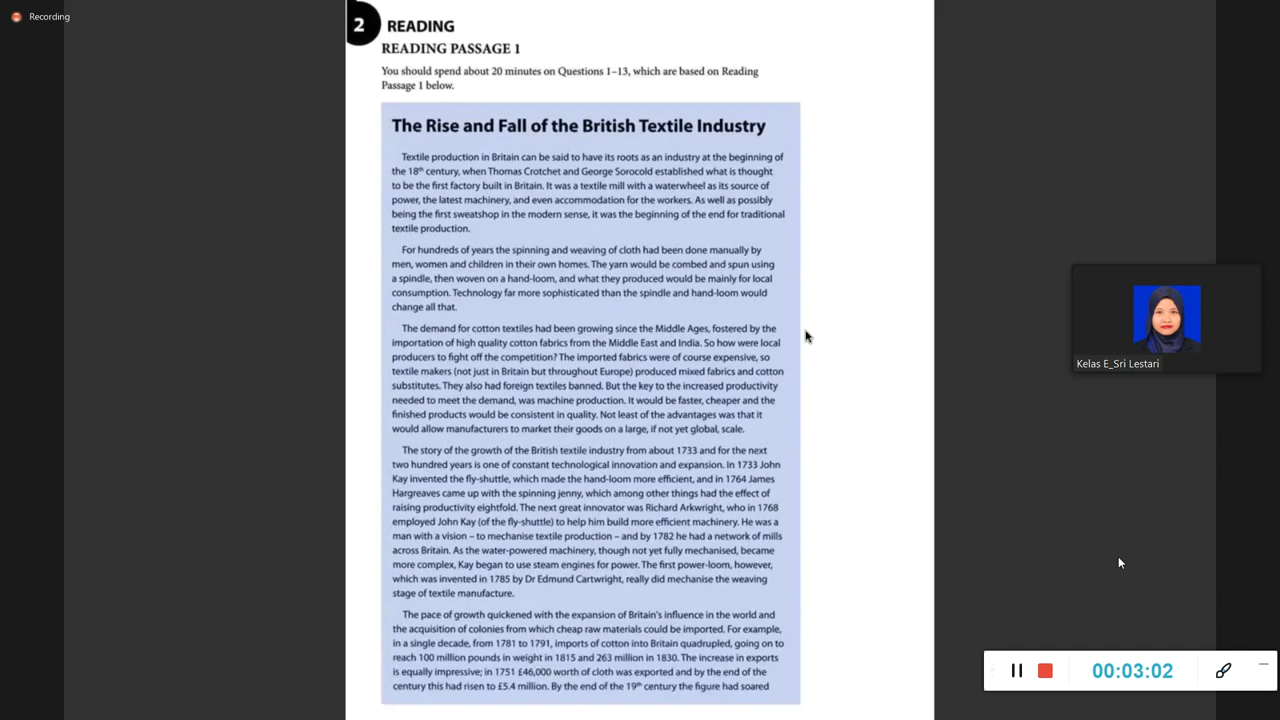 Recording
2 READING
READING PASSAGE 1
You should spend about 20 minutes on Questions 1–13, which are based on Reading
Passage 1 below.
The Rise and Fall of the British Textile Industry
Textile production in Britain can be said to have its roots as an industry at the beginning of
the 18th century, when Thomas Crotchet and George Sorocold established what is thought
to be the first factory built in Britain. It was a textile mill with a waterwheel as its source of
power, the latest machinery, and even accommodation for the workers. As well as possibly
being the first sweatshop in the modern sense, it was the beginning of the end for traditional
textile production.
For hundreds of years the spinning and weaving of cloth had been done manually by
men, women and children in their own homes. The yarn would be combed and spun using
a spindle, then woven on a hand-loom, and what they produced would be mainly for local
consumption. Technology far more sophisticated than the spindle and hand-loom would
change all that.
The demand for cotton textiles had been growing since the Middle Ages, fostered by the
importation of high quality cotton fabrics from the Middle East and India. So how were local
producers to fight off the competition? The imported fabrics were of course expensive, so
textile makers (not just in Britain but throughout Europe) produced mixed fabrics and cotton
substitutes. They also had foreign textiles banned. But the key to the increased productivity
needed to meet the demand, was machine production. It would be faster, cheaper and the
finished products would be consistent in quality. Not least of the advantages was that it
would allow manufacturers to market their goods on a large, if not yet global, scale.
The story of the growth of the British textile industry from about 1733 and for the next
two hundred years is one of constant technological innovation and expansion. In 1733 John
Kay invented the fly-shuttle, which made the hand-loom more efficient, and in 1764 James
Hargreaves came up with the spinning jenny, which among other things had the effect of
raising productivity eightfold. The next great innovator was Richard Arkwright, who in 1768
employed John Kay (of the fly-shuttle) to help him build more efficient machinery. He was a
man with a vision – to mechanise textile production – and by 1782 he had a network of mills
across Britain. As the water-powered machinery, though not yet fully mechanised, became
more complex, Kay began to use steam engines for power. The first power-loom, however,
which was invented in 1785 by Dr Edmund Cartwright, really did mechanise the weaving
stage of textile manufacture.
The pace of growth quickened with the expansion of Britain's influence in the world and
the acquisition of colonies from which cheap raw materials could be imported. For example,
in a single decade, from 1781 to 1791, imports of cotton into Britain quadrupled, going on to
reach 100 million pounds in weight in 1815 and 263 million in 1830. The increase in exports
is equally impressive; in 1751 £46,000 worth of cloth was exported and by the end of the
century this had risen to £5.4 million. By the end of the 19th century the figure had soared
Kelas E_Sri Lestari
00:03:02